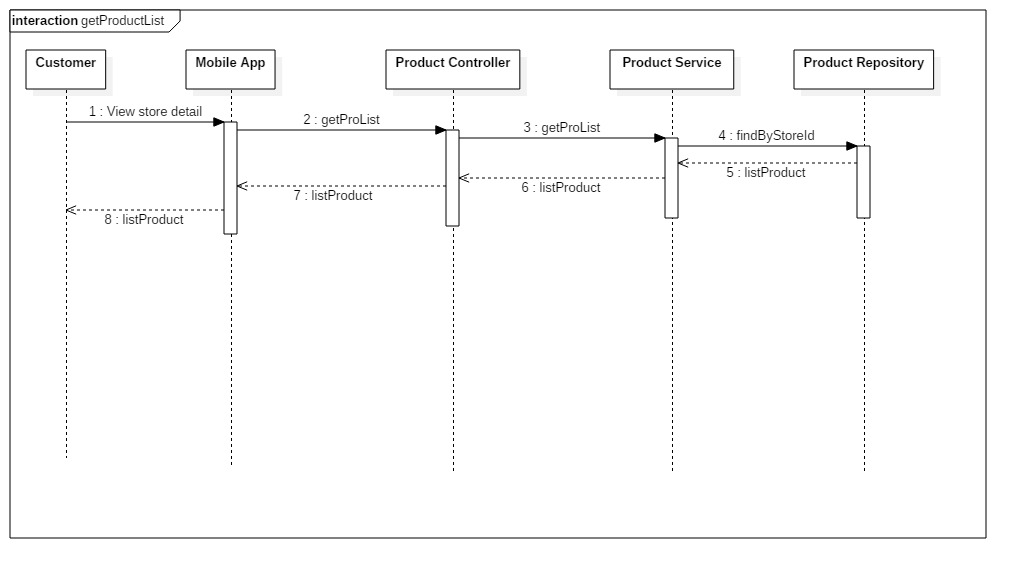 interaction getProductList
Customer
Mobile App
Product Controller
Product Service
Product Repository
1 : View store detail
2 : getProList
3 : getProList
4 : findByStoreId
5 : listProduct
6 : listProduct
7 : listProduct
8 : listProduct